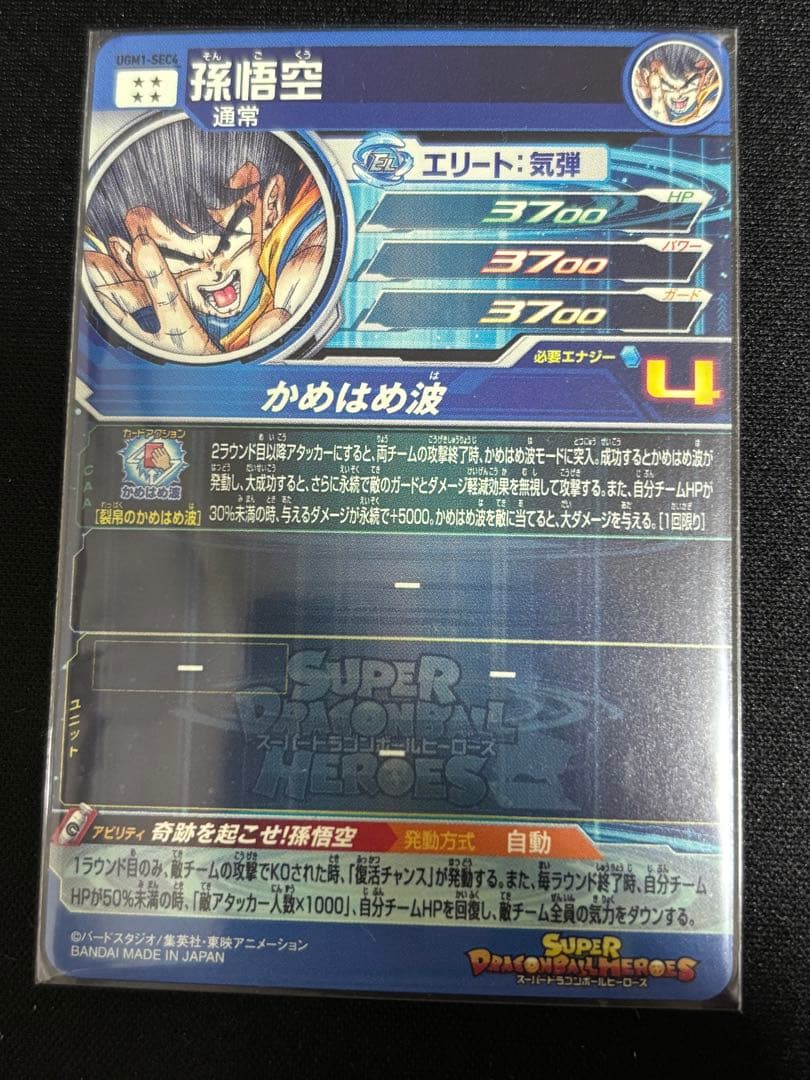 UGM1-SEC4
そん ご くう
孫悟空
通常
EL エリート:気弾
HP
3700
パワー
3700
ガード
3700
必要エナジー 4
は
かめはめ波
CAA
カードアクション
かめはめ波
[裂帛のかめはめ波]
2ラウンド目以降アタッカーにすると、両チームの攻撃終了時、かめはめ波モードに突入。成功するとかめはめ波が
発動し、大成功すると、さらに永続で敵のガードとダメージ軽減効果を無視して攻撃する。また、自分チームHPが
30%未満の時、与えるダメージが永続で+5000。かめはめ波を敵に当てると、大ダメージを与える。[1回限り]
ー
ユニット
ー
ー
ー
SUPER
DRAGONBALL
スーパードラゴンボールヒーローズ
HEROES
アビリティ 奇跡を起こせ!孫悟空 発動方式 自動
1ラウンド目のみ、敵チームの攻撃でKOされた時、「復活チャンス」が発動する。また、毎ラウンド終了時、自分チーム
HPが50%未満の時、「敵アタッカー人数×1000」、自分チームHPを回復し、敵チーム全員の気力をダウンする。
©バードスタジオ/集英社・東映アニメーション
BANDAI MADE IN JAPAN
SUPER
DRAGONBALL HEROES
スーパードラゴンボールヒーローズ